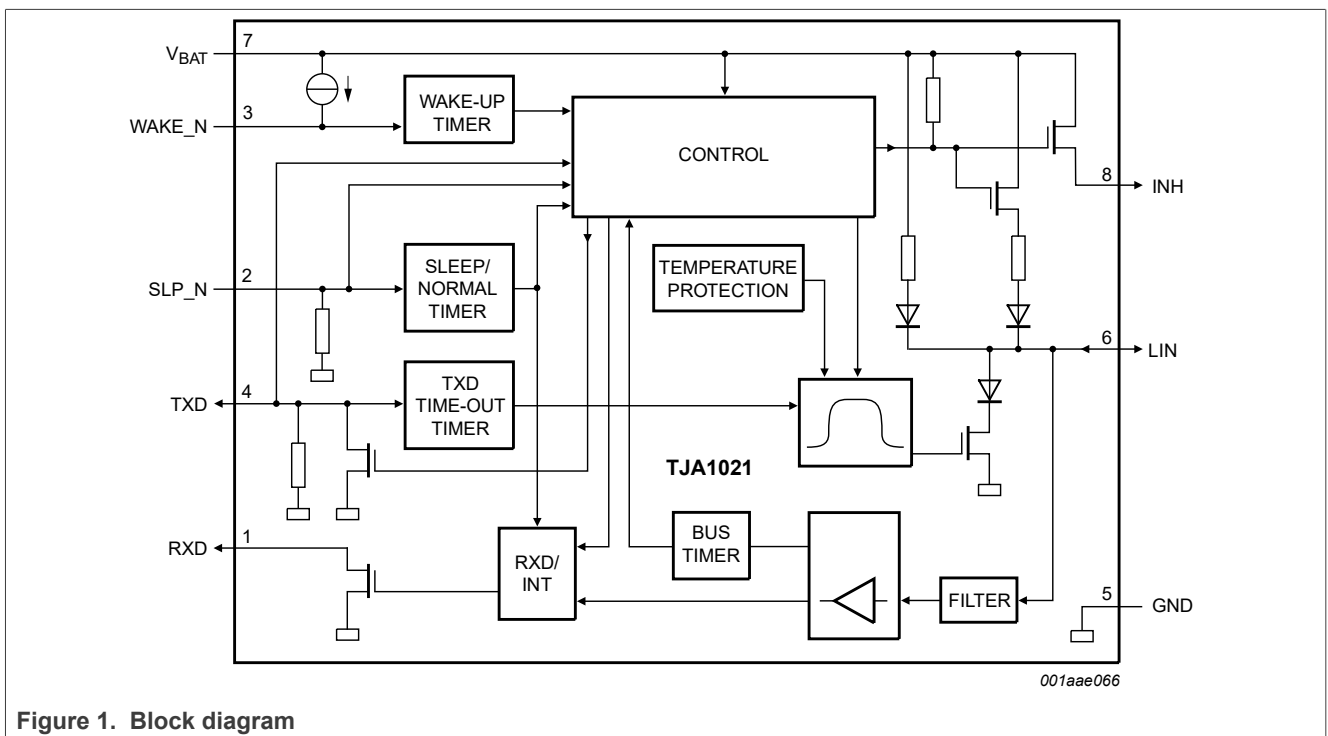 7
VBAT
3
WAKE_N
WAKE-UP
TIMER
CONTROL
8
INH
2
SLP_N
SLEEP/
NORMAL
TIMER
TEMPERATURE
PROTECTION
6
LIN
4
TXD
TXD
TIME-OUT
TIMER
TJA1021
1
RXD
RXD/
INT
BUS
TIMER
FILTER
5
GND
001aae066
Figure 1. Block diagram